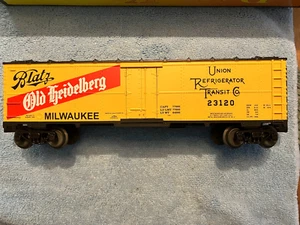 Blatz
Old Heidelberg
MILWAUKEE
UNION
REFRIGERATOR
TRANSIT CO.
23120